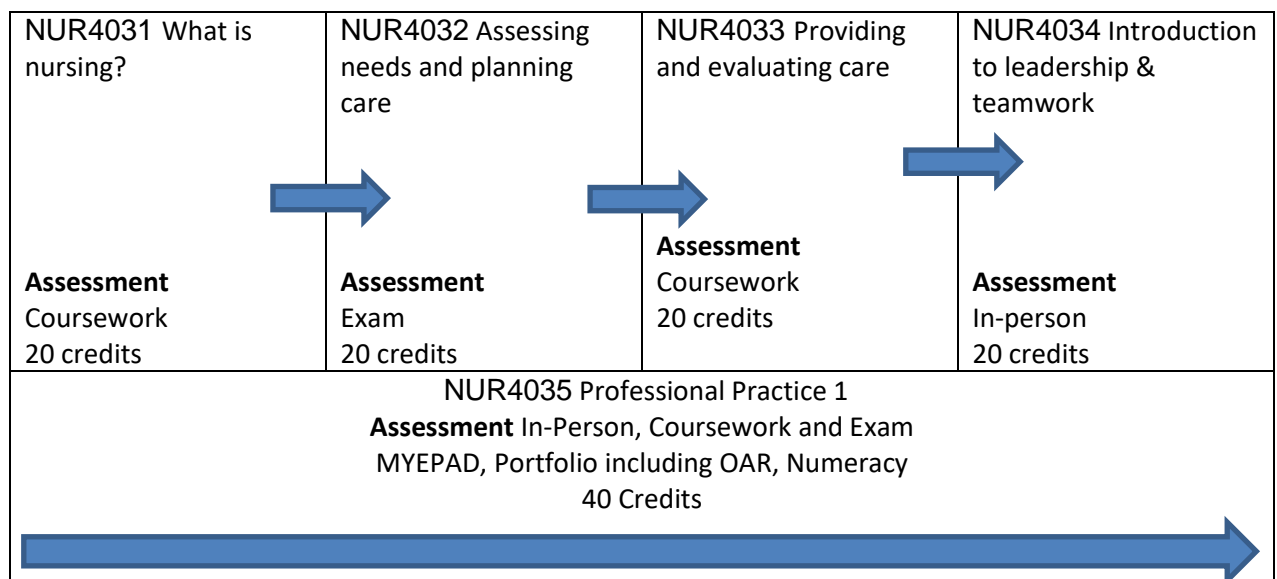 NUR4031 What is
nursing?
Assessment
Coursework
20 credits
NUR4032 Assessing
needs and planning
care
Assessment
Exam
20 credits
NUR4033 Providing
and evaluating care
Assessment
Coursework
20 credits
NUR4034 Introduction
to leadership &
teamwork
Assessment
In-person
20 credits
NUR4035 Professional Practice 1
Assessment In-Person, Coursework and Exam
MYEPAD, Portfolio including OAR, Numeracy
40 Credits